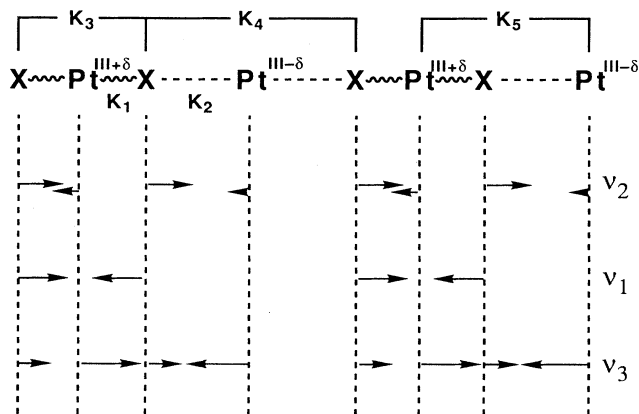 K₃ K₄ K₅
X Pt^III+δ X Pt^III−δ X Pt^III+δ X Pt^III−δ
K₁ K₂
ν₂
ν₁
ν₃